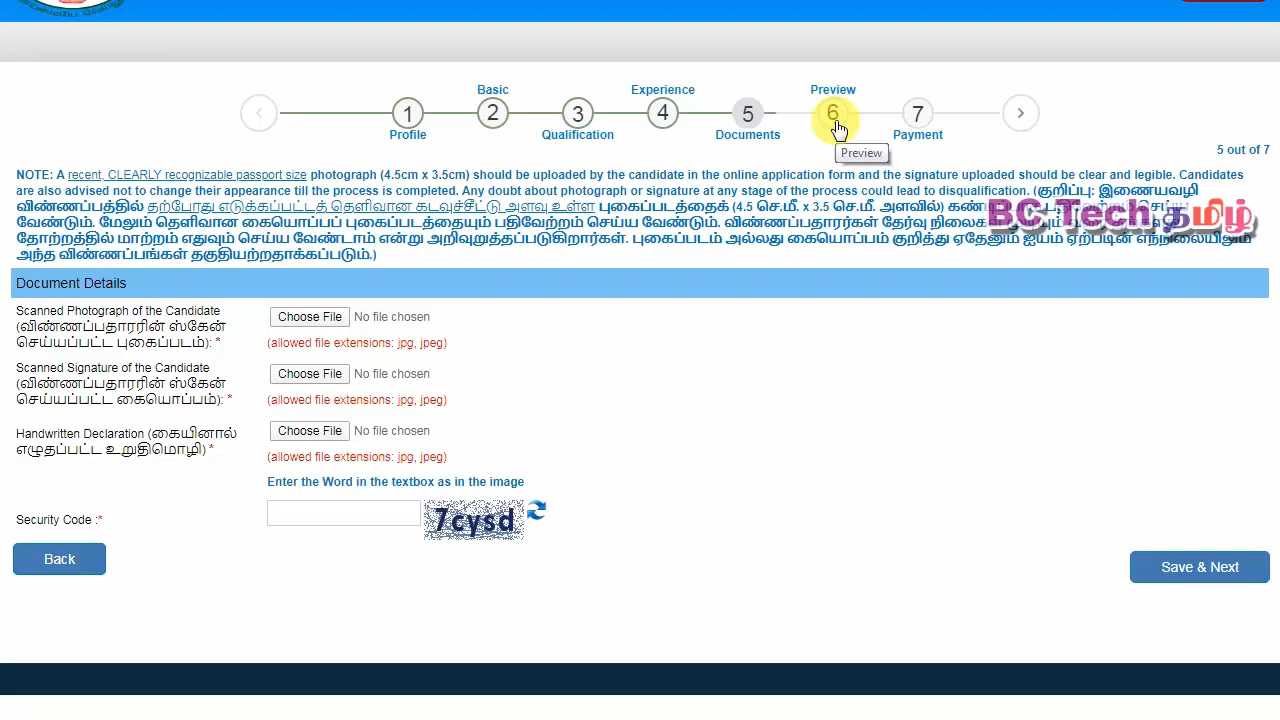 Basic Experience Preview
1 2 3 4 5 6 7
Profile Qualification Documents Payment
Preview
5 out of 7
NOTE: A recent, CLEARLY recognizable passport size photograph (4.5cm x 3.5cm) should be uploaded by the candidate in the online application form and the signature uploaded should be clear and legible. Candidates
are also advised not to change their appearance till the process is completed. Any doubt about photograph or signature at any stage of the process could lead to disqualification. (குறிப்பு: இணையவழி
விண்ணப்பத்தில் தற்போது எடுக்கப்பட்டத் தெளிவான கடவுச்சீட்டு அளவு உள்ள புகைப்படத்தைக் (4.5 செ.மீ. x 3.5 செ.மீ. அளவில்)
வேண்டும். மேலும் தெளிவான கையொப்பப் புகைப்படத்தையும் பதிவேற்றம் செய்ய வேண்டும். விண்ணப்பதாரர்கள் தேர்வு
தோற்றத்தில் மாற்றம் எதுவும் செய்ய வேண்டாம் என்று அறிவுறுத்தப்படுகிறார்கள். புகைப்படம் அல்லது கையொப்பம் குறித்து ஏதேனும் ஐயம் ஏற்படின் எந்நிலையிலும்
அந்த விண்ணப்பங்கள் தகுதியற்றதாக்கப்படும்.)
BC Tech தமிழ்
Document Details
Scanned Photograph of the Candidate
(விண்ணப்பதாரரின் ஸ்கேன்
செய்யப்பட்ட புகைப்படம்): *
Choose File No file chosen
(allowed file extensions: jpg, jpeg)
Scanned Signature of the Candidate
(விண்ணப்பதாரரின் ஸ்கேன்
செய்யப்பட்ட கையொப்பம்): *
Choose File No file chosen
(allowed file extensions: jpg, jpeg)
Handwritten Declaration (கையினால்
எழுதப்பட்ட உறுதிமொழி) *
Choose File No file chosen
(allowed file extensions: jpg, jpeg)
Enter the Word in the textbox as in the image
Security Code :*
7cysd
Back
Save & Next